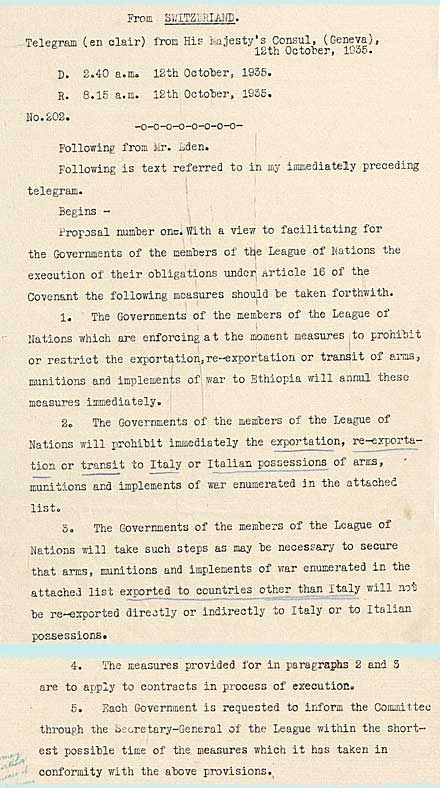 From SWITZERLAND.
Telegram (en clair) from His Majesty's Consul, (Geneva),
12th October, 1935.
D. 2.40 a.m. 12th October, 1935.
R. 8.15 a.m. 12th October, 1935.
No.202.
-o-o-o-o-o-o-o-o-
Following from Mr. Eden.
Following is text referred to in my immediately preceding
telegram.
Begins -
Proposal number one. With a view to facilitating for
the Governments of the members of the League of Nations the
execution of their obligations under Article 16 of the
Covenant the following measures should be taken forthwith.
1. The Governments of the members of the League of
Nations which are enforcing at the moment measures to prohibit
or restrict the exportation,re-exportation or transit of arms,
munitions and implements of war to Ethiopia will annul these
measures immediately.
2. The Governments of the members of the League of
Nations will prohibit immediately the exportation, re-exporta-
tion or transit to Italy or Italian possessions of arms,
munitions and implements of war enumerated in the attached
list.
3. The Governments of the members of the League of
Nations will take such steps as may be necessary to secure
that arms, munitions and implements of war enumerated in the
attached list exported to countries other than Italy will not
be re-exported directly or indirectly to Italy or to Italian
possessions.
4. The measures provided for in paragraphs 2 and 3
are to apply to contracts in process of execution.
5. Each Government is requested to inform the Committee
through the Secretary-General of the League within the short-
est possible time of the measures which it has taken in
conformity with the above provisions.
may